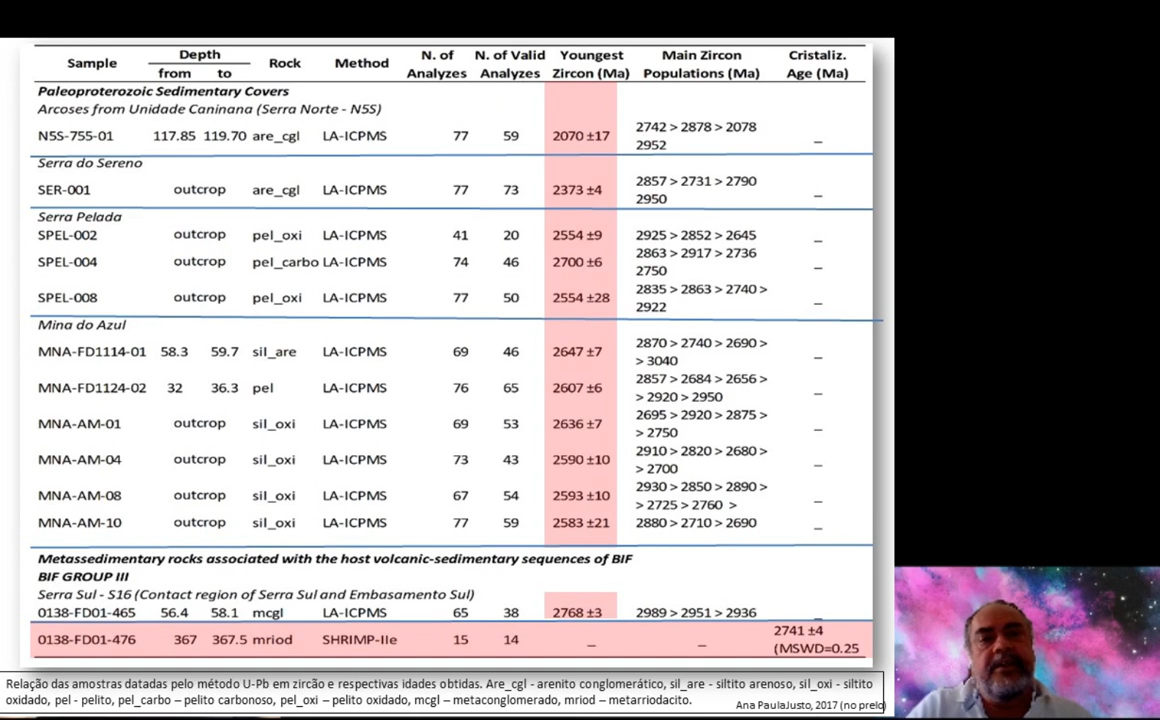 Sample Depth Rock Method N. of N. of Valid Youngest Main Zircon Cristaliz.
from to Analyzes Analyzes Zircon (Ma) Populations (Ma) Age (Ma)
Paleoproterozoic Sedimentary Covers
Arcoses from Unidade Caninana (Serra Norte - N5S)
N5S-755-01 117.85 119.70 are_cgl LA-ICPMS 77 59 2070 ±17 2742 > 2878 > 2078 _
2952
Serra do Sereno
SER-001 outcrop are_cgl LA-ICPMS 77 73 2373 ±4 2857 > 2731 > 2790 _
2950
Serra Pelada
SPEL-002 outcrop pel_oxi LA-ICPMS 41 20 2554 ±9 2925 > 2852 > 2645 _
SPEL-004 outcrop pel_carbo LA-ICPMS 74 46 2700 ±6 2863 > 2917 > 2736 _
2750
SPEL-008 outcrop pel_oxi LA-ICPMS 77 50 2554 ±28 2835 > 2863 > 2740 > _
2922
Mina do Azul
MNA-FD1114-01 58.3 59.7 sil_are LA-ICPMS 69 46 2647 ±7 2870 > 2740 > 2690 > _
> 3040
MNA-FD1124-02 32 36.3 pel LA-ICPMS 76 65 2607 ±6 2857 > 2684 > 2656 > _
> 2920 > 2950
MNA-AM-01 outcrop sil_oxi LA-ICPMS 69 53 2636 ±7 2695 > 2920 > 2875 > _
> 2750
MNA-AM-04 outcrop sil_oxi LA-ICPMS 73 43 2590 ±10 2910 > 2820 > 2680 > _
> 2700
MNA-AM-08 outcrop sil_oxi LA-ICPMS 67 54 2593 ±10 2930 > 2850 > 2890 > _
> 2725 > 2760 >
MNA-AM-10 outcrop sil_oxi LA-ICPMS 77 59 2583 ±21 2880 > 2710 > 2690 _
Metassedimentary rocks associated with the host volcanic-sedimentary sequences of BIF
BIF GROUP III
Serra Sul - S16 (Contact region of Serra Sul and Embasamento Sul)
0138-FD01-465 56.4 58.1 mcgl LA-ICPMS 65 38 2768 ±3 2989 > 2951 > 2936 _
0138-FD01-476 367 367.5 mriod SHRIMP-IIe 15 14 _ _ 2741 ±4
(MSWD=0.25
Relação das amostras datadas pelo método U-Pb em zircão e respectivas idades obtidas. Are_cgl - arenito conglomerático, sil_are - siltito arenoso, sil_oxi - siltito
oxidado, pel - pelito, pel_carbo – pelito carbonoso, pel_oxi – pelito oxidado, mcgl – metaconglomerado, mriod – metarriodacito.
Ana PaulaJusto, 2017 (no prelo)